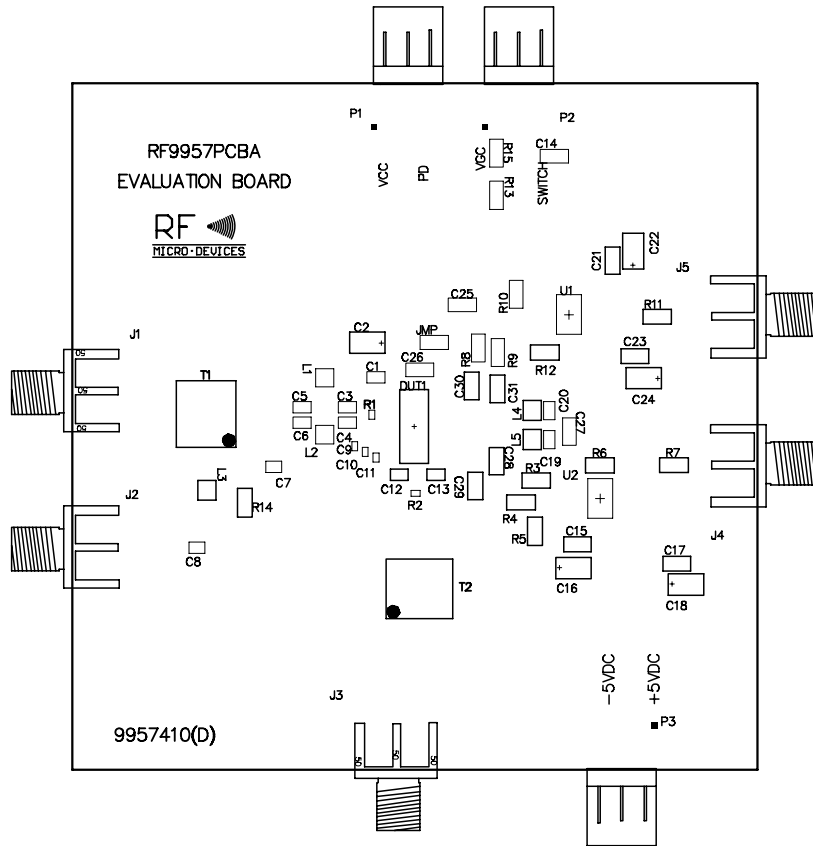 P1
P2
RF9957PCBA
EVALUATION BOARD
RF
MICRO·DEVICES
VCC
PD
VGC
R15
C14
SWITCH
R13
C21
C22
J5
C25
R10
U1
R11
J1
C2
JMP
R8
R9
R12
C23
C24
L1
C1
C26
T1
DUT1
C30
C31
50
50
C5
C3
R1
L4
C20
C6
C4
C27
L2
C9
C10
C11
L5
C19
C28
R6
R7
C7
C12
C13
R3
U2
L3
R14
R2
C29
R4
J2
R5
J4
C15
C8
C17
T2
C16
C18
J3
-5VDC
+5VDC
P3
9957410(D)
50
50